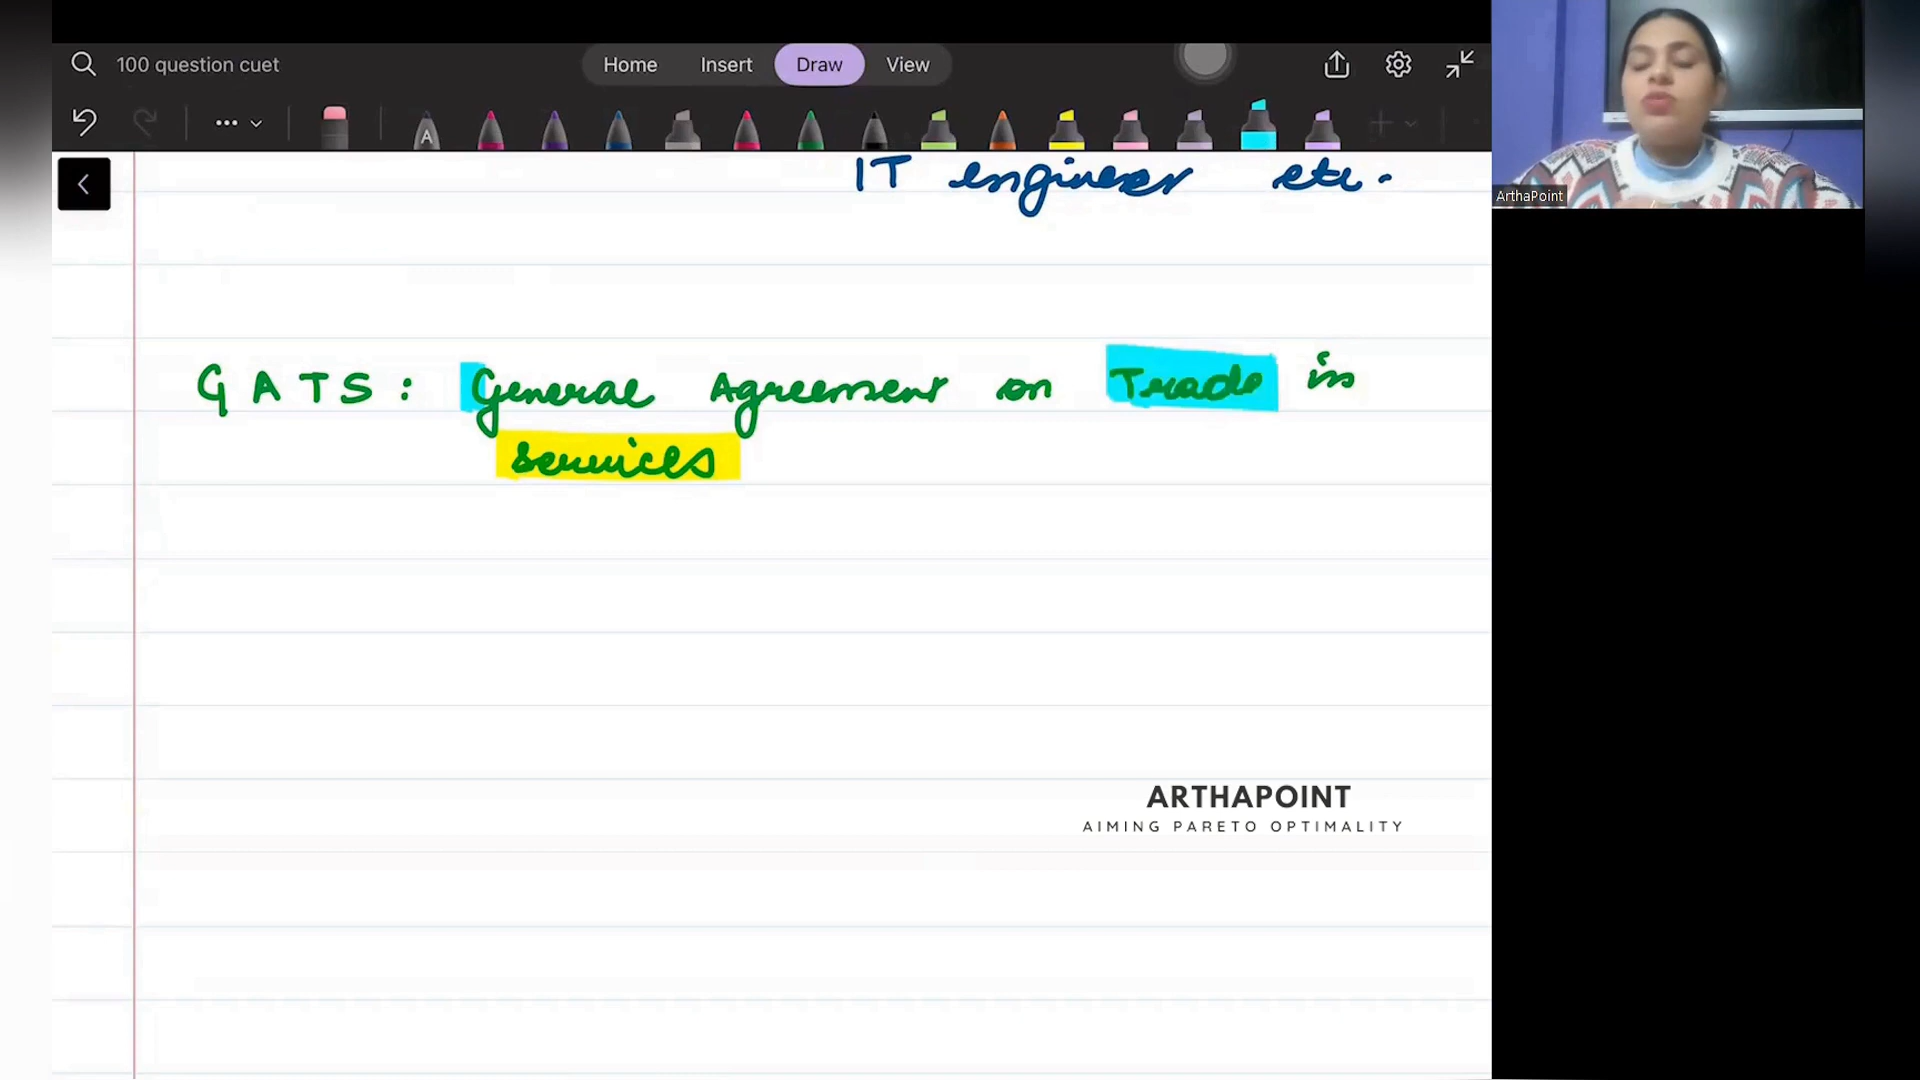 100 question cuet
Home Insert Draw View
A
IT engineer etc.
GATS: General Agreement on Trade in
services
ARTHAPOINT
AIMING PARETO OPTIMALITY
ArthaPoint